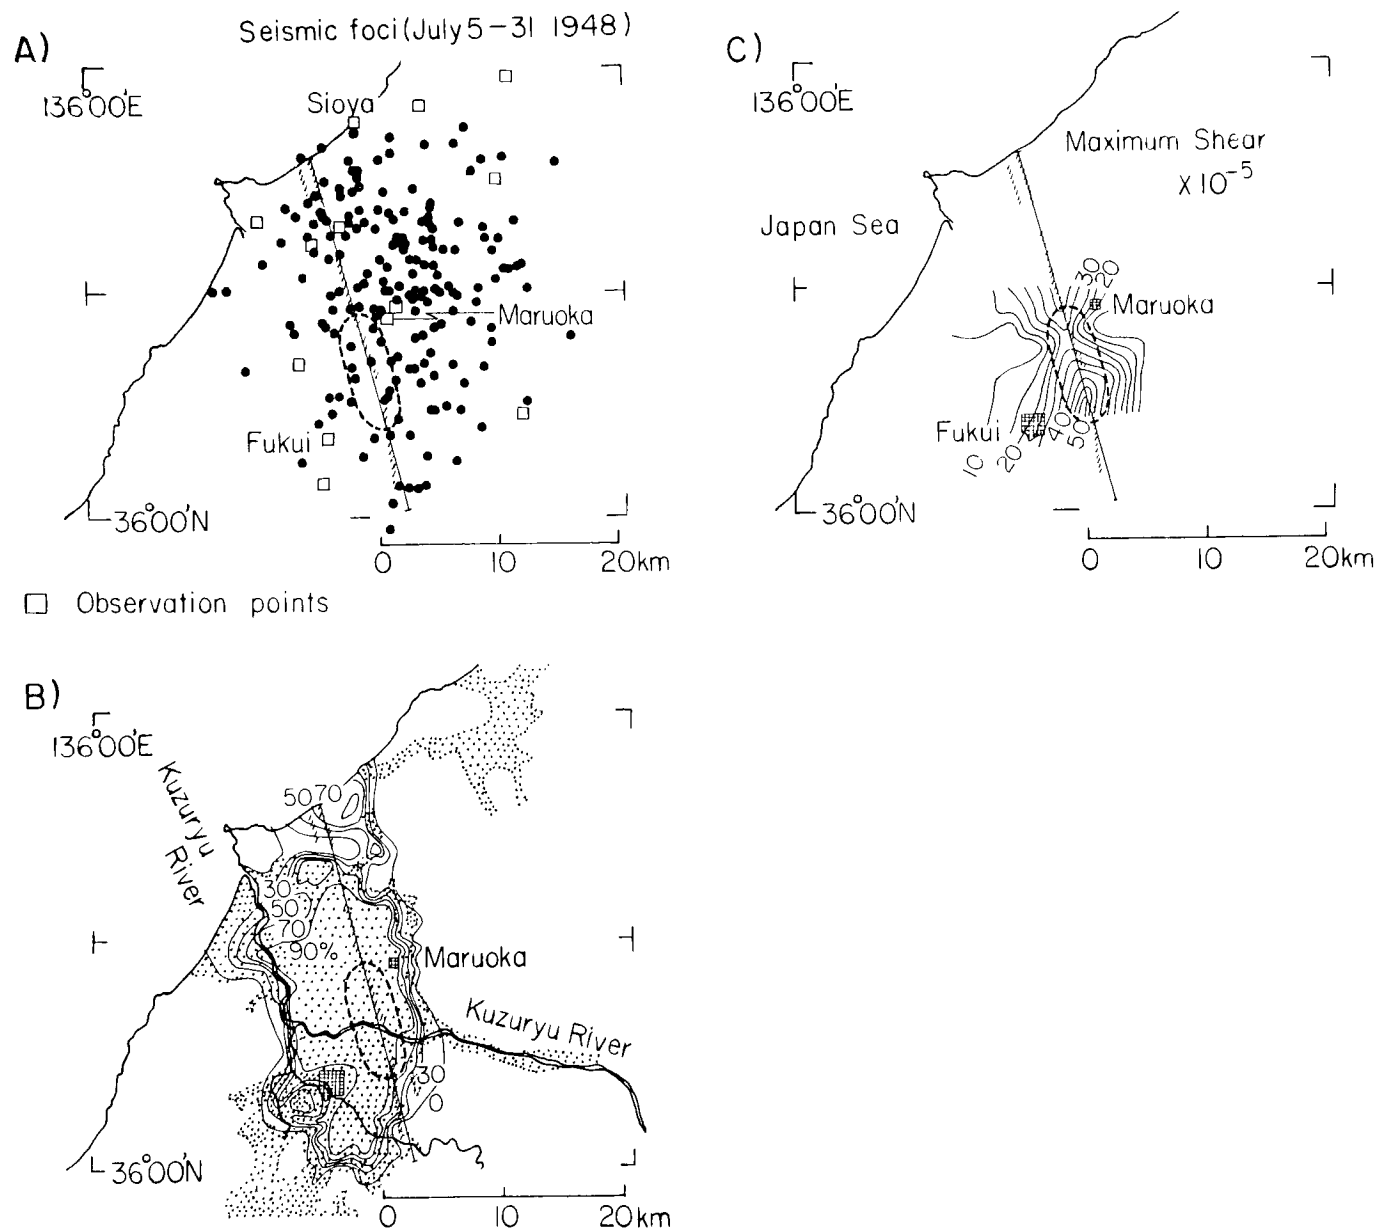 A)
Seismic foci (July 5-31 1948)
136°00'E
Sioya
Maruoka
Fukui
36°00'N
0 10 20km
□ Observation points
C)
136°00'E
Maximum Shear
X 10⁻⁵
Japan Sea
30 20
Maruoka
Fukui
10 20 40 50
36°00'N
0 10 20km
B)
136°00'E
Kuzuryu
River
50 70
30
50
70
90%
Maruoka
Kuzuryu River
30
0
36°00'N
0 10 20km